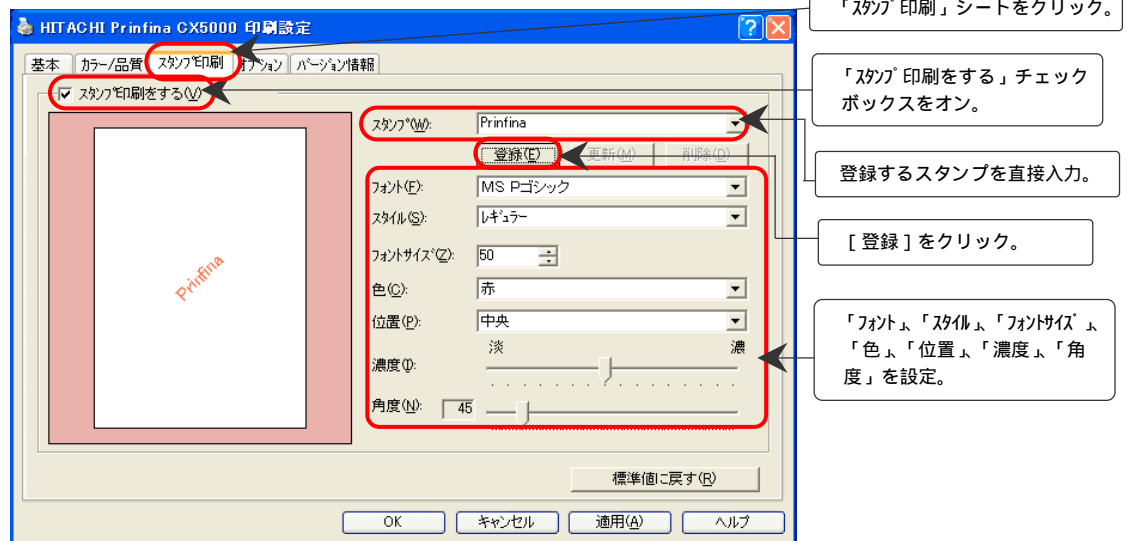 「ｽﾀﾝﾌﾟ印刷」シートをクリック。
HITACHI Prinfina CX5000 印刷設定
基本 ｶﾗｰ/品質 ｽﾀﾝﾌﾟ印刷 ｵﾌﾟｼｮﾝ ﾊﾞｰｼﾞｮﾝ情報
ｽﾀﾝﾌﾟ印刷をする(V)
「ｽﾀﾝﾌﾟ印刷をする」チェック
ボックスをオン。
ｽﾀﾝﾌﾟ(W): Prinfina
登録(E) 更新(M) 削除(D)
登録するスタンプを直接入力。
ﾌｫﾝﾄ(F): MS Pゴシック
ｽﾀｲﾙ(S): ﾚｷﾞｭﾗｰ
[登録]をクリック。
ﾌｫﾝﾄｻｲｽﾞ(Z): 50
Prinfina
色(C): 赤
位置(P): 中央
「ﾌｫﾝﾄ」、「ｽﾀｲﾙ」、「ﾌｫﾝﾄｻｲｽﾞ」、
「色」、「位置」、「濃度」、「角
度」を設定。
淡 濃
濃度(I):
角度(N): 45
標準値に戻す(R)
OK キャンセル 適用(A) ヘルプ